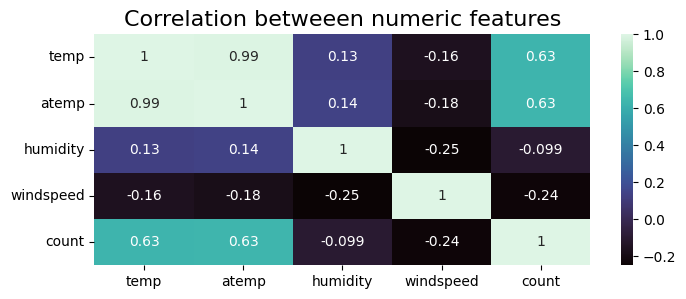 Correlation betweeen numeric features
temp 1 0.99 0.13 -0.16 0.63
atemp 0.99 1 0.14 -0.18 0.63
humidity 0.13 0.14 1 -0.25 -0.099
windspeed -0.16 -0.18 -0.25 1 -0.24
count 0.63 0.63 -0.099 -0.24 1
temp atemp humidity windspeed count
1.0
0.8
0.6
0.4
0.2
0.0
−0.2